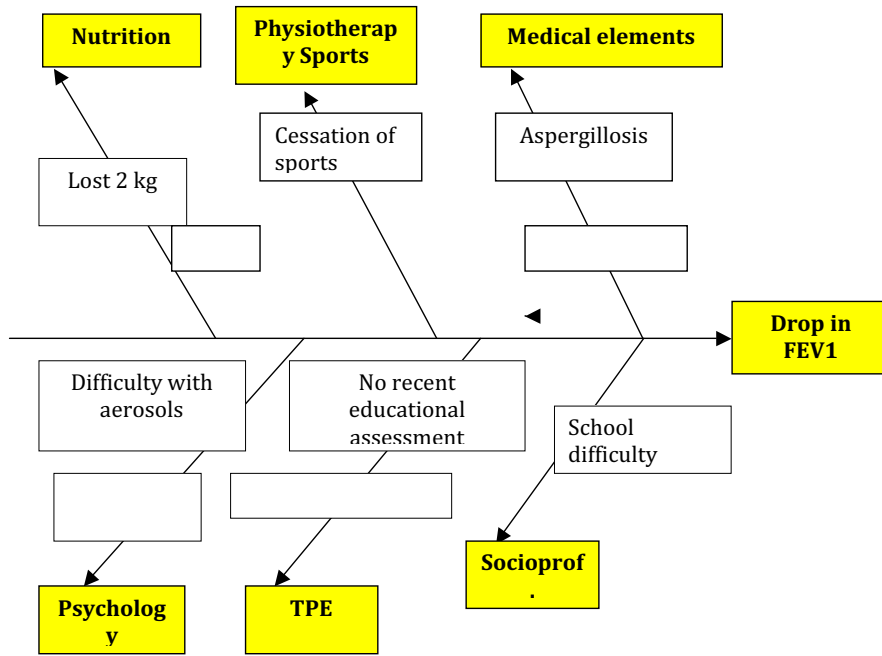 Nutrition
Physiotherap
y Sports
Medical elements
Cessation of
sports
Aspergillosis
Lost 2 kg
Drop in
FEV1
Difficulty with
aerosols
No recent
educational
assessment
School
difficulty
Socioprof
.
Psycholog
y
TPE